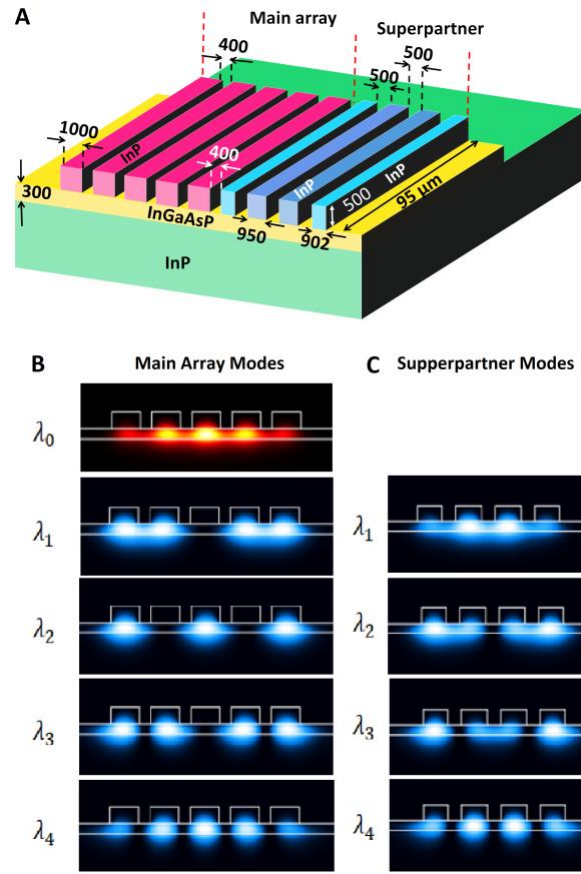 A
Main array
Superpartner
400
500
500
1000
InP
400
InP
InP
300
InGaAsP
500
95 μm
950
902
InP
B Main Array Modes
C Supperpartner Modes
λ0
λ1
λ1
λ2
λ2
λ3
λ3
λ4
λ4